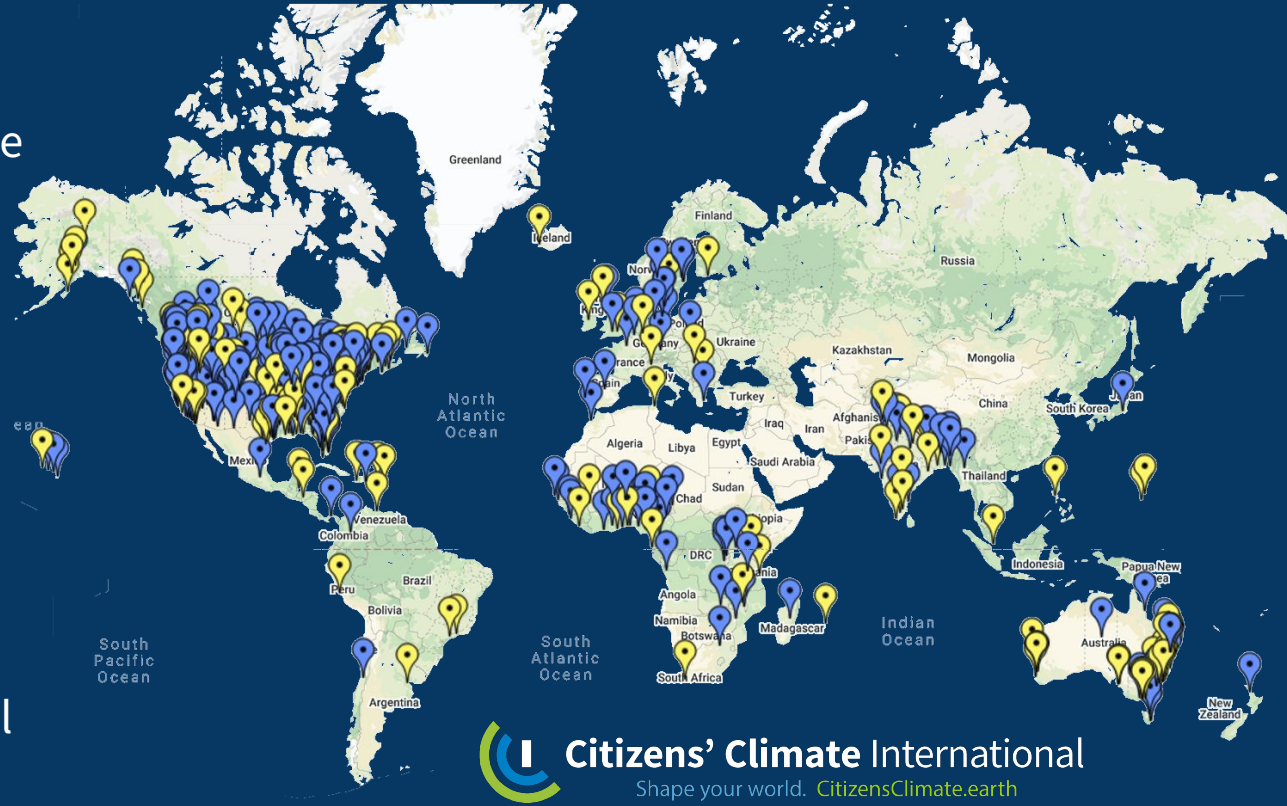 e
Greenland
Iceland
Finland
Russia
Norw
Ukraine
Kazakhstan
Mongolia
North
Atlantic
Ocean
Turkey
China
South Korea
Japan
Iraq
Iran
Afghanis
Pakis
Algeria
Libya
Egypt
Saudi Arabia
Mexi
Sudan
Chad
Thailand
Venezuela
Colombia
DRC
Indonesia
Papua New
Peru
Brazil
Angola
Bolivia
Namibia
Botswana
Madagascar
Indian
Ocean
South
Pacific
Ocean
South
Atlantic
Ocean
Australia
South Africa
Argentina
New
Zealand
l
Citizens’ Climate International
Shape your world. CitizensClimate.earth